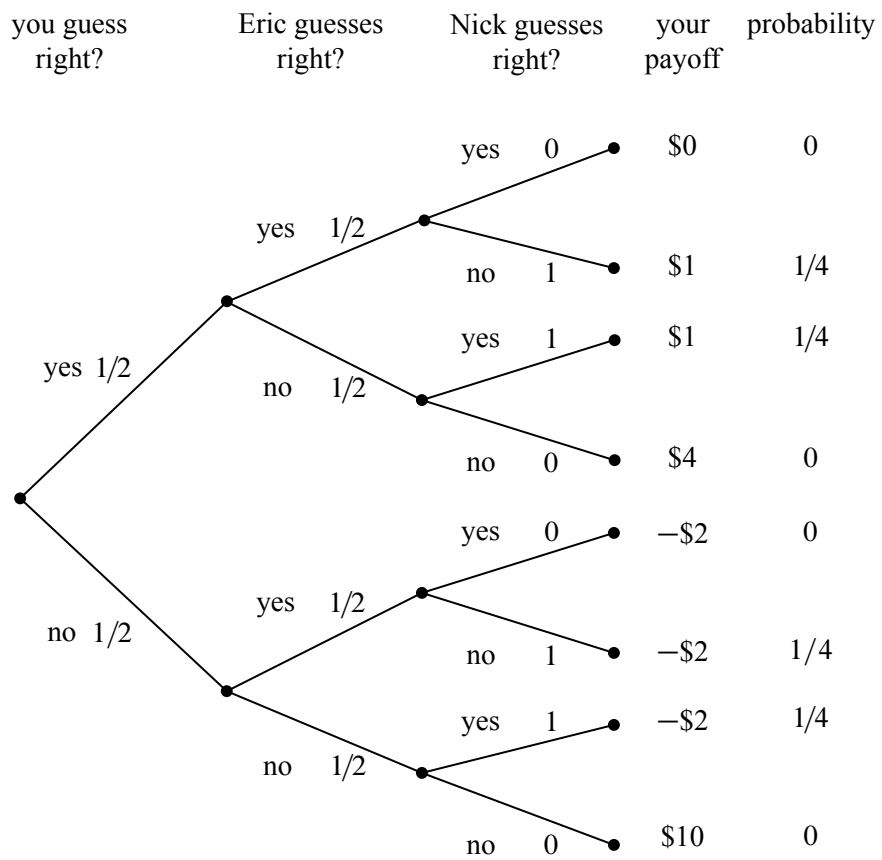 you guess Eric guesses Nick guesses your probability
right? right? right? payoff
yes 0 $0 0
yes 1/2
no 1 $1 1/4
yes 1 $1 1/4
yes 1/2
no 1/2
no 0 $4 0
yes 0 −$2 0
yes 1/2
no 1/2
no 1 −$2 1/4
yes 1 −$2 1/4
no 1/2
no 0 $10 0